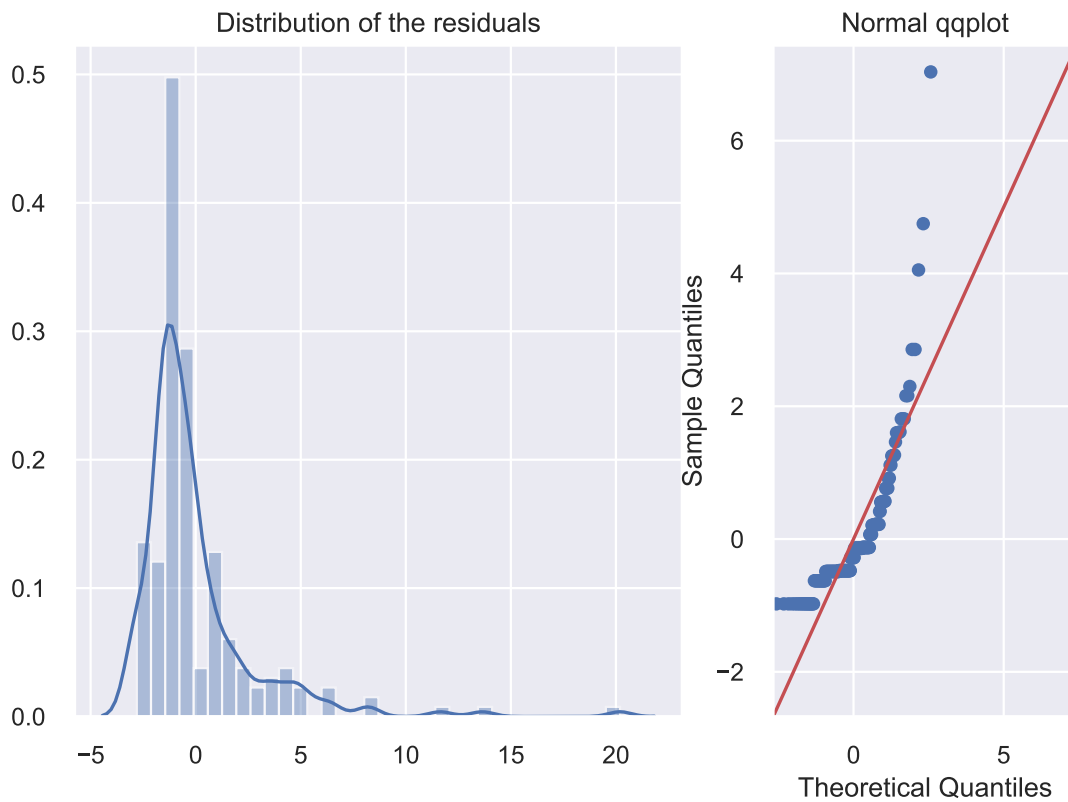 Distribution of the residuals
0.5
0.4
0.3
0.2
0.1
0.0
−5 0 5 10 15 20
Normal qqplot
Sample Quantiles
6
4
2
0
−2
0 5
Theoretical Quantiles